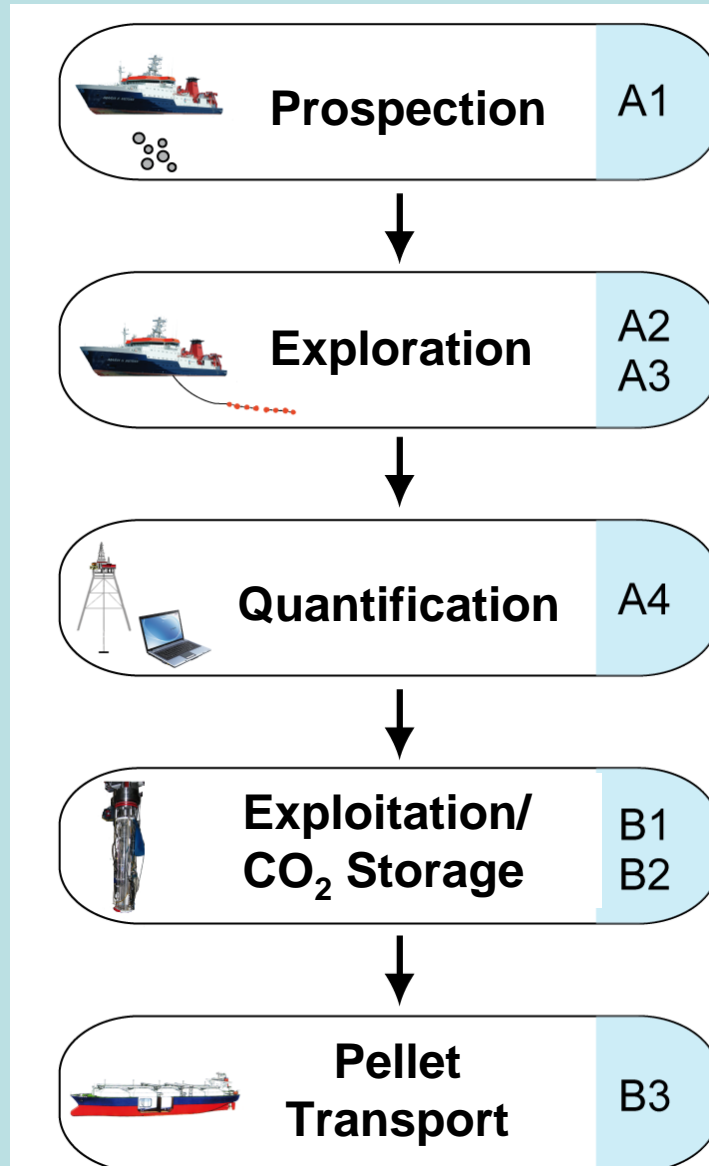 Prospection A1
Exploration A2
A3
Quantification A4
Exploitation/ B1
CO₂ Storage B2
Pellet
Transport B3